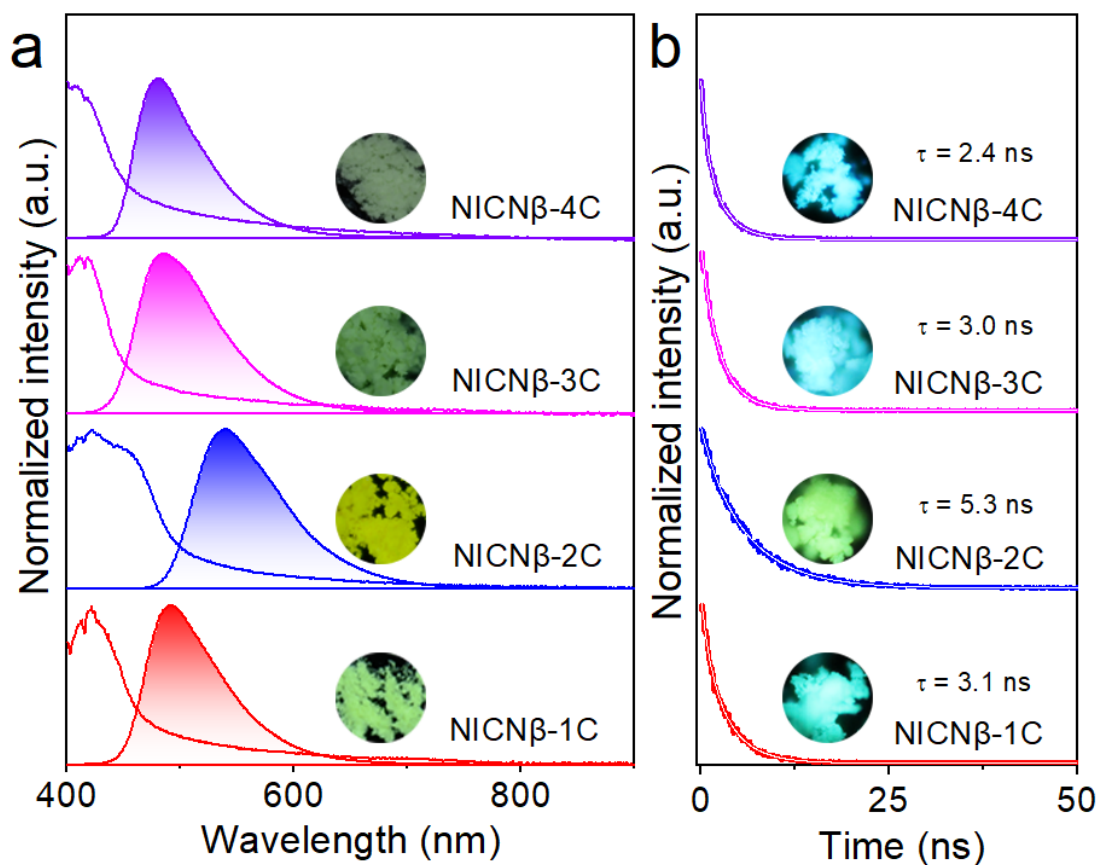 a
Normalized intensity (a.u.)
NICNβ-4C
NICNβ-3C
NICNβ-2C
NICNβ-1C
400
600
800
Wavelength (nm)
b
Normalized intensity (a.u.)
τ = 2.4 ns
NICNβ-4C
τ = 3.0 ns
NICNβ-3C
τ = 5.3 ns
NICNβ-2C
τ = 3.1 ns
NICNβ-1C
0
25
50
Time (ns)